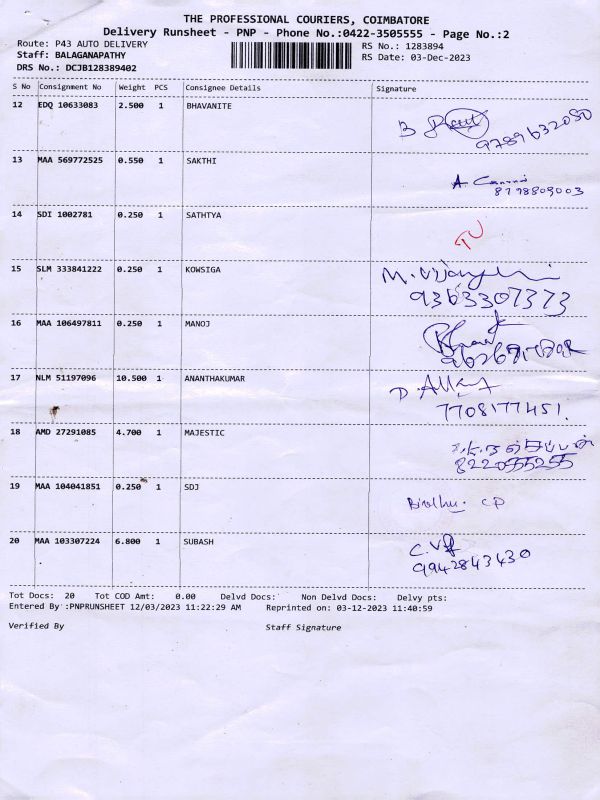 THE PROFESSIONAL COURIERS, COIMBATORE
Delivery Runsheet - PNP - Phone No.:0422-3505555 - Page No.:2
Route: P43 AUTO DELIVERY RS No.: 1283894
Staff: BALAGANAPATHY RS Date: 03-Dec-2023
DRS No.: DCJB128389402
S No Consignment No Weight PCS Consignee Details Signature
12 EDQ 10633083 2.500 1 BHAVANITE
B
9789632050
13 MAA 569772525 0.550 1 SAKTHI
A.
8778809003
14 SDI 1002781 0.250 1 SATHTYA
15 SLM 333841222 0.250 1 KOWSIGA
M.
9363307373
16 MAA 106497811 0.250 1 MANOJ
17 NLM 51197096 10.500 1 ANANTHAKUMAR
D.
7708177451.
18 AMD 27291085 4.700 1 MAJESTIC
8220555255
19 MAA 104041851 0.250 1 SDJ
CP
20 MAA 103307224 6.800 1 SUBASH
C.V
9942843430
Tot Docs: 20 Tot COD Amt: 0.00 Delvd Docs: Non Delvd Docs: Delvy pts:
Entered By :PNPRUNSHEET 12/03/2023 11:22:29 AM Reprinted on: 03-12-2023 11:40:59
Verified By Staff Signature